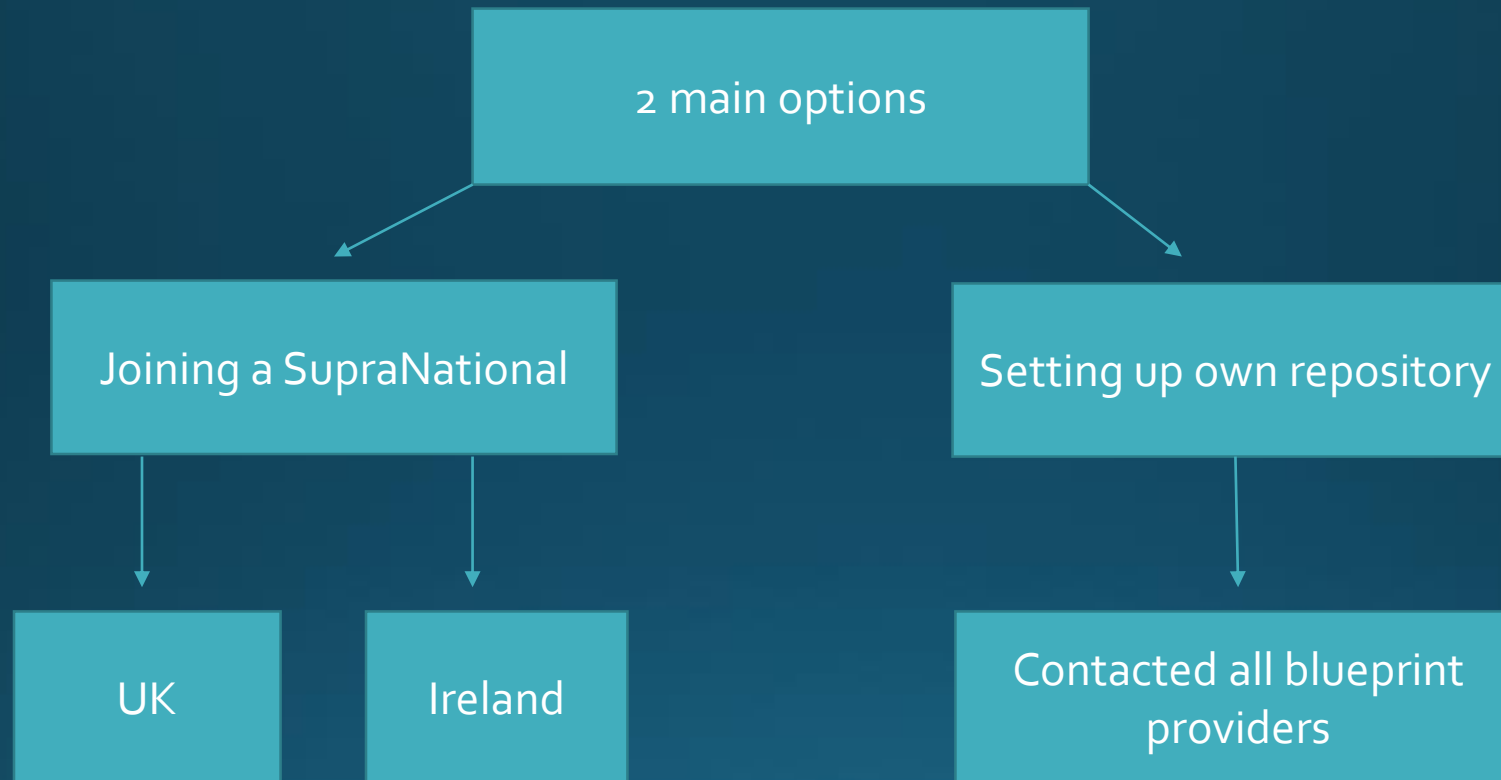 2 main options
Joining a SupraNational
Setting up own repository
UK
Ireland
Contacted all blueprint
providers